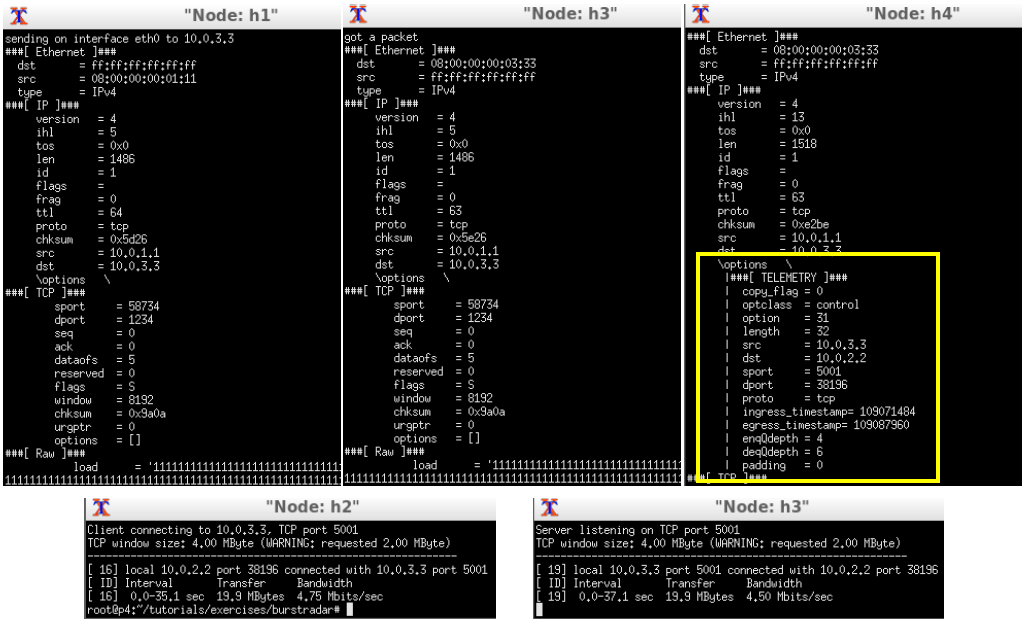 "Node: h1"
sending on interface eth0 to 10.0.3.3
###[ Ethernet ]###
dst = ff:ff:ff:ff:ff:ff
src = 08:00:00:00:01:11
type = IPv4
###[ IP ]###
version = 4
ihl = 5
tos = 0x0
len = 1486
id = 1
flags =
frag = 0
ttl = 64
proto = tcp
chksum = 0x5d26
src = 10.0.1.1
dst = 10.0.3.3
\options \
###[ TCP ]###
sport = 58734
dport = 1234
seq = 0
ack = 0
dataofs = 5
reserved = 0
flags = S
window = 8192
chksum = 0x9a0a
urgptr = 0
options = []
###[ Raw ]###
"Node: h3"
got a packet
###[ Ethernet ]###
dst = 08:00:00:00:03:33
src = ff:ff:ff:ff:ff:ff
type = IPv4
###[ IP ]###
version = 4
ihl = 5
tos = 0x0
len = 1486
id = 1
flags =
frag = 0
ttl = 63
proto = tcp
chksum = 0x5e26
src = 10.0.1.1
dst = 10.0.3.3
\options \
###[ TCP ]###
sport = 58734
dport = 1234
seq = 0
ack = 0
dataofs = 5
reserved = 0
flags = S
window = 8192
chksum = 0x9a0a
urgptr = 0
options = []
###[ Raw ]###
"Node: h4"
###[ Ethernet ]###
dst = 08:00:00:00:03:33
src = ff:ff:ff:ff:ff:ff
type = IPv4
###[ IP ]###
version = 4
ihl = 13
tos = 0x0
len = 1518
id = 1
flags =
frag = 0
ttl = 63
proto = tcp
chksum = 0xe2be
src = 10.0.1.1
dst = 10.0.3.3
\options \
|###[ TELEMETRY ]###
| copy_flag = 0
| optclass = control
| option = 31
| length = 32
| src = 10.0.3.3
| dst = 10.0.2.2
| sport = 5001
| dport = 38196
| proto = tcp
| ingress_timestamp= 109071484
| egress_timestamp= 109087960
| enqQdepth = 4
| deqQdepth = 6
| padding = 0
###[ TCP ]###
"Node: h2"
Client connecting to 10.0.3.3, TCP port 5001
TCP window size: 4.00 MByte (WARNING: requested 2.00 MByte)
------------------------------------------------------------
[ 16] local 10.0.2.2 port 38196 connected with 10.0.3.3 port 5001
[ ID] Interval Transfer Bandwidth
[ 16] 0.0-35.1 sec 19.9 MBytes 4.75 Mbits/sec
root@p4:~/tutorials/exercises/burstradar#
"Node: h3"
Server listening on TCP port 5001
TCP window size: 4.00 MByte (WARNING: requested 2.00 MByte)
------------------------------------------------------------
[ 19] local 10.0.3.3 port 5001 connected with 10.0.2.2 port 38196
[ ID] Interval Transfer Bandwidth
[ 19] 0.0-37.1 sec 19.9 MBytes 4.50 Mbits/sec